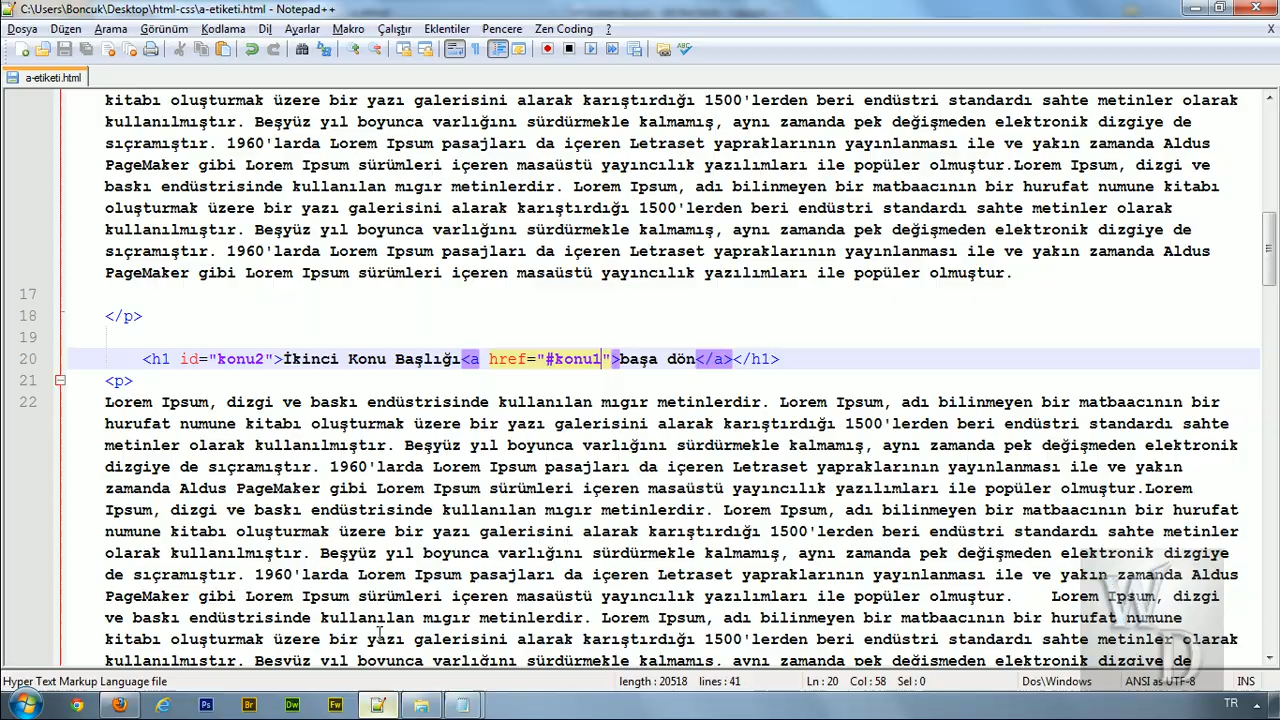 C:\Users\Boncuk\Desktop\html-css\a-etiketi.html - Notepad++
Dosya Düzen Arama Görünüm Kodlama Dil Ayarlar Makro Çalıştır Eklentiler Pencere Zen Coding ? X
a-etiketi.html
kitabı oluşturmak üzere bir yazı galerisini alarak karıştırdığı 1500'lerden beri endüstri standardı sahte metinler olarak
kullanılmıştır. Beşyüz yıl boyunca varlığını sürdürmekle kalmamış, aynı zamanda pek değişmeden elektronik dizgiye de
sıçramıştır. 1960'larda Lorem Ipsum pasajları da içeren Letraset yapraklarının yayınlanması ile ve yakın zamanda Aldus
PageMaker gibi Lorem Ipsum sürümleri içeren masaüstü yayıncılık yazılımları ile popüler olmuştur.Lorem Ipsum, dizgi ve
baskı endüstrisinde kullanılan mıgır metinlerdir. Lorem Ipsum, adı bilinmeyen bir matbaacının bir hurufat numune kitabı
oluşturmak üzere bir yazı galerisini alarak karıştırdığı 1500'lerden beri endüstri standardı sahte metinler olarak
kullanılmıştır. Beşyüz yıl boyunca varlığını sürdürmekle kalmamış, aynı zamanda pek değişmeden elektronik dizgiye de
sıçramıştır. 1960'larda Lorem Ipsum pasajları da içeren Letraset yapraklarının yayınlanması ile ve yakın zamanda Aldus
PageMaker gibi Lorem Ipsum sürümleri içeren masaüstü yayıncılık yazılımları ile popüler olmuştur.
17
18 </p>
19
20 <h1 id="konu2">İkinci Konu Başlığı<a href="#konu1">başa dön</a></h1>
21 <p>
22 Lorem Ipsum, dizgi ve baskı endüstrisinde kullanılan mıgır metinlerdir. Lorem Ipsum, adı bilinmeyen bir matbaacının bir
hurufat numune kitabı oluşturmak üzere bir yazı galerisini alarak karıştırdığı 1500'lerden beri endüstri standardı sahte
metinler olarak kullanılmıştır. Beşyüz yıl boyunca varlığını sürdürmekle kalmamış, aynı zamanda pek değişmeden elektronik
dizgiye de sıçramıştır. 1960'larda Lorem Ipsum pasajları da içeren Letraset yapraklarının yayınlanması ile ve yakın
zamanda Aldus PageMaker gibi Lorem Ipsum sürümleri içeren masaüstü yayıncılık yazılımları ile popüler olmuştur.Lorem
Ipsum, dizgi ve baskı endüstrisinde kullanılan mıgır metinlerdir. Lorem Ipsum, adı bilinmeyen bir matbaacının bir hurufat
numune kitabı oluşturmak üzere bir yazı galerisini alarak karıştırdığı 1500'lerden beri endüstri standardı sahte metinler
olarak kullanılmıştır. Beşyüz yıl boyunca varlığını sürdürmekle kalmamış, aynı zamanda pek değişmeden elektronik dizgiye
de sıçramıştır. 1960'larda Lorem Ipsum pasajları da içeren Letraset yapraklarının yayınlanması ile ve yakın zamanda Aldus
PageMaker gibi Lorem Ipsum sürümleri içeren masaüstü yayıncılık yazılımları ile popüler olmuştur. Lorem Ipsum, dizgi
ve baskı endüstrisinde kullanılan mıgır metinlerdir. Lorem Ipsum, adı bilinmeyen bir matbaacının bir hurufat numune
kitabı oluşturmak üzere bir yazı galerisini alarak karıştırdığı 1500'lerden beri endüstri standardı sahte metinler olarak
kullanılmıştır. Beşyüz yıl boyunca varlığını sürdürmekle kalmamış, aynı zamanda pek değişmeden elektronik dizgiye de
Hyper Text Markup Language file length : 20518 lines : 41 Ln : 20 Col : 58 Sel : 0 Dos\Windows ANSI as UTF-8 INS
Ps Br Dw Fw TR
WD